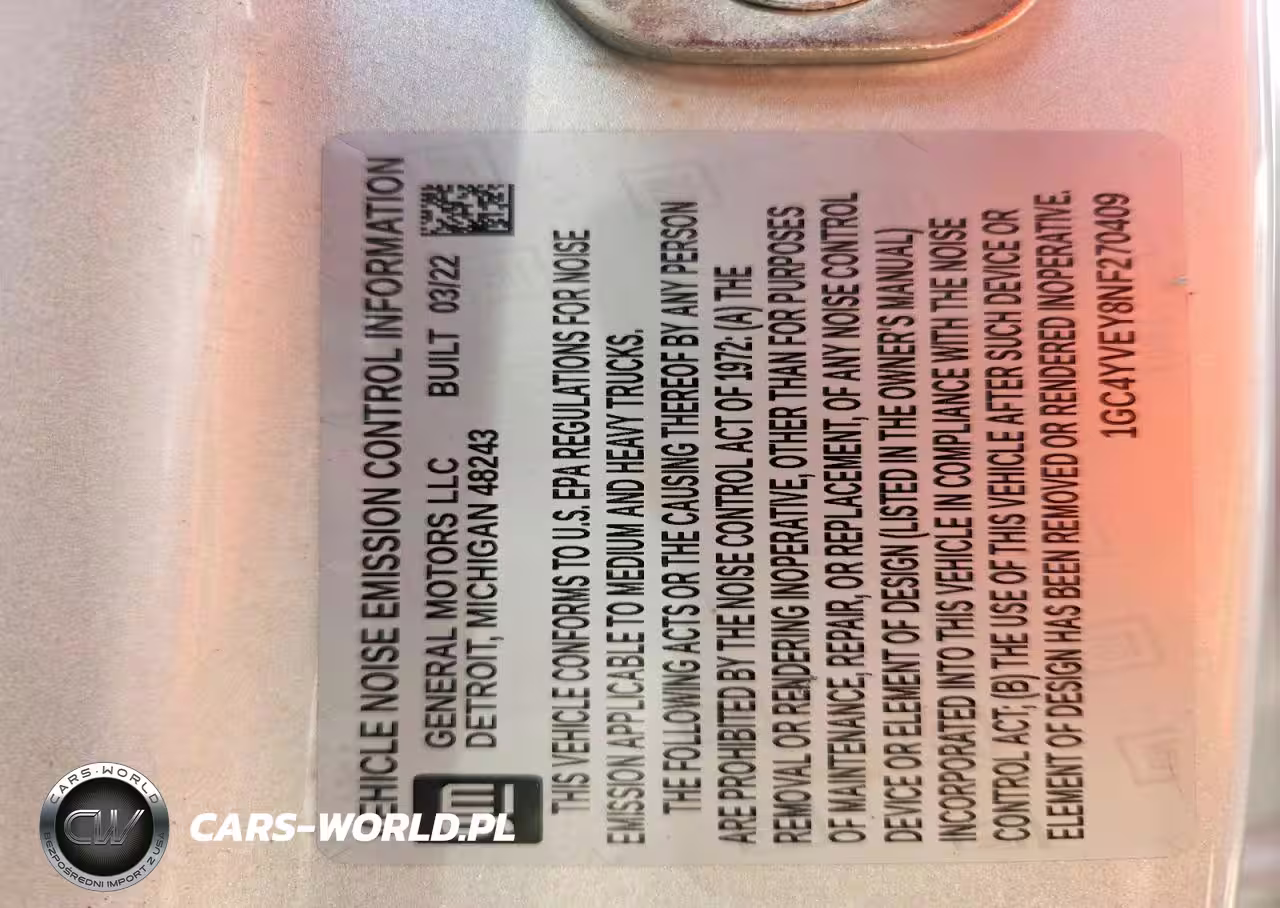 VEHICLE NOISE EMISSION CONTROL INFORMATION
gm
GENERAL MOTORS LLC BUILT 03/22
DETROIT, MICHIGAN 48243
THIS VEHICLE CONFORMS TO U.S. EPA REGULATIONS FOR NOISE
EMISSION APPLICABLE TO MEDIUM AND HEAVY TRUCKS.
THE FOLLOWING ACTS OR THE CAUSING THEREOF BY ANY PERSON
ARE PROHIBITED BY THE NOISE CONTROL ACT OF 1972: (A) THE
REMOVAL OR RENDERING INOPERATIVE, OTHER THAN FOR PURPOSES
OF MAINTENANCE, REPAIR, OR REPLACEMENT, OF ANY NOISE CONTROL
DEVICE OR ELEMENT OF DESIGN (LISTED IN THE OWNER'S MANUAL)
INCORPORATED INTO THIS VEHICLE IN COMPLIANCE WITH THE NOISE
CONTROL ACT, (B) THE USE OF THIS VEHICLE AFTER SUCH DEVICE OR
ELEMENT OF DESIGN HAS BEEN REMOVED OR RENDERED INOPERATIVE.
1GC4YVEY8NF270409
CARS-WORLD
CW
BEZPOŚREDNI IMPORT Z USA
CARS-WORLD.PL